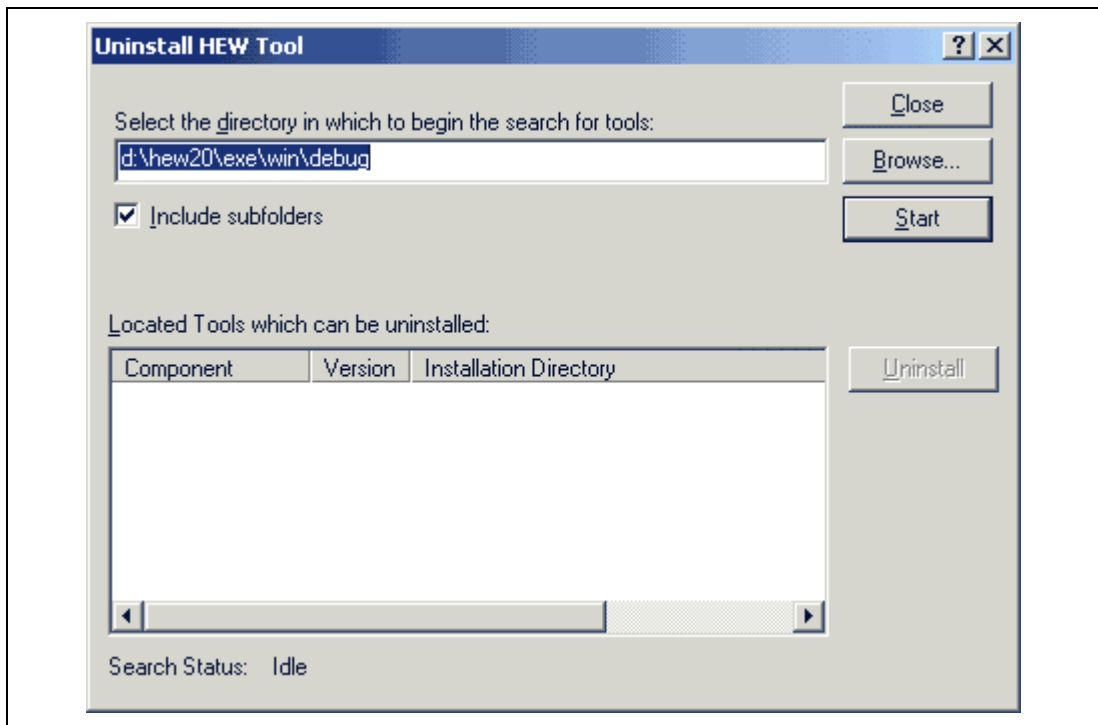 Uninstall HEW Tool
Select the directory in which to begin the search for tools:
Close
d:\hew20\exe\win\debug
Browse...
Include subfolders
Start
Located Tools which can be uninstalled:
Component Version Installation Directory
Uninstall
Search Status: Idle